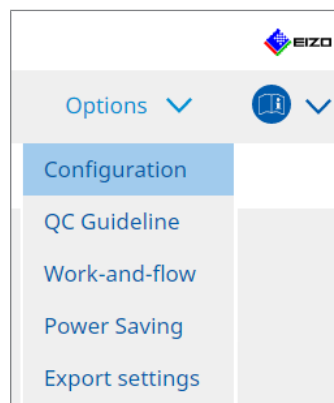 EIZO
Options
Configuration
QC Guideline
Work-and-flow
Power Saving
Export settings